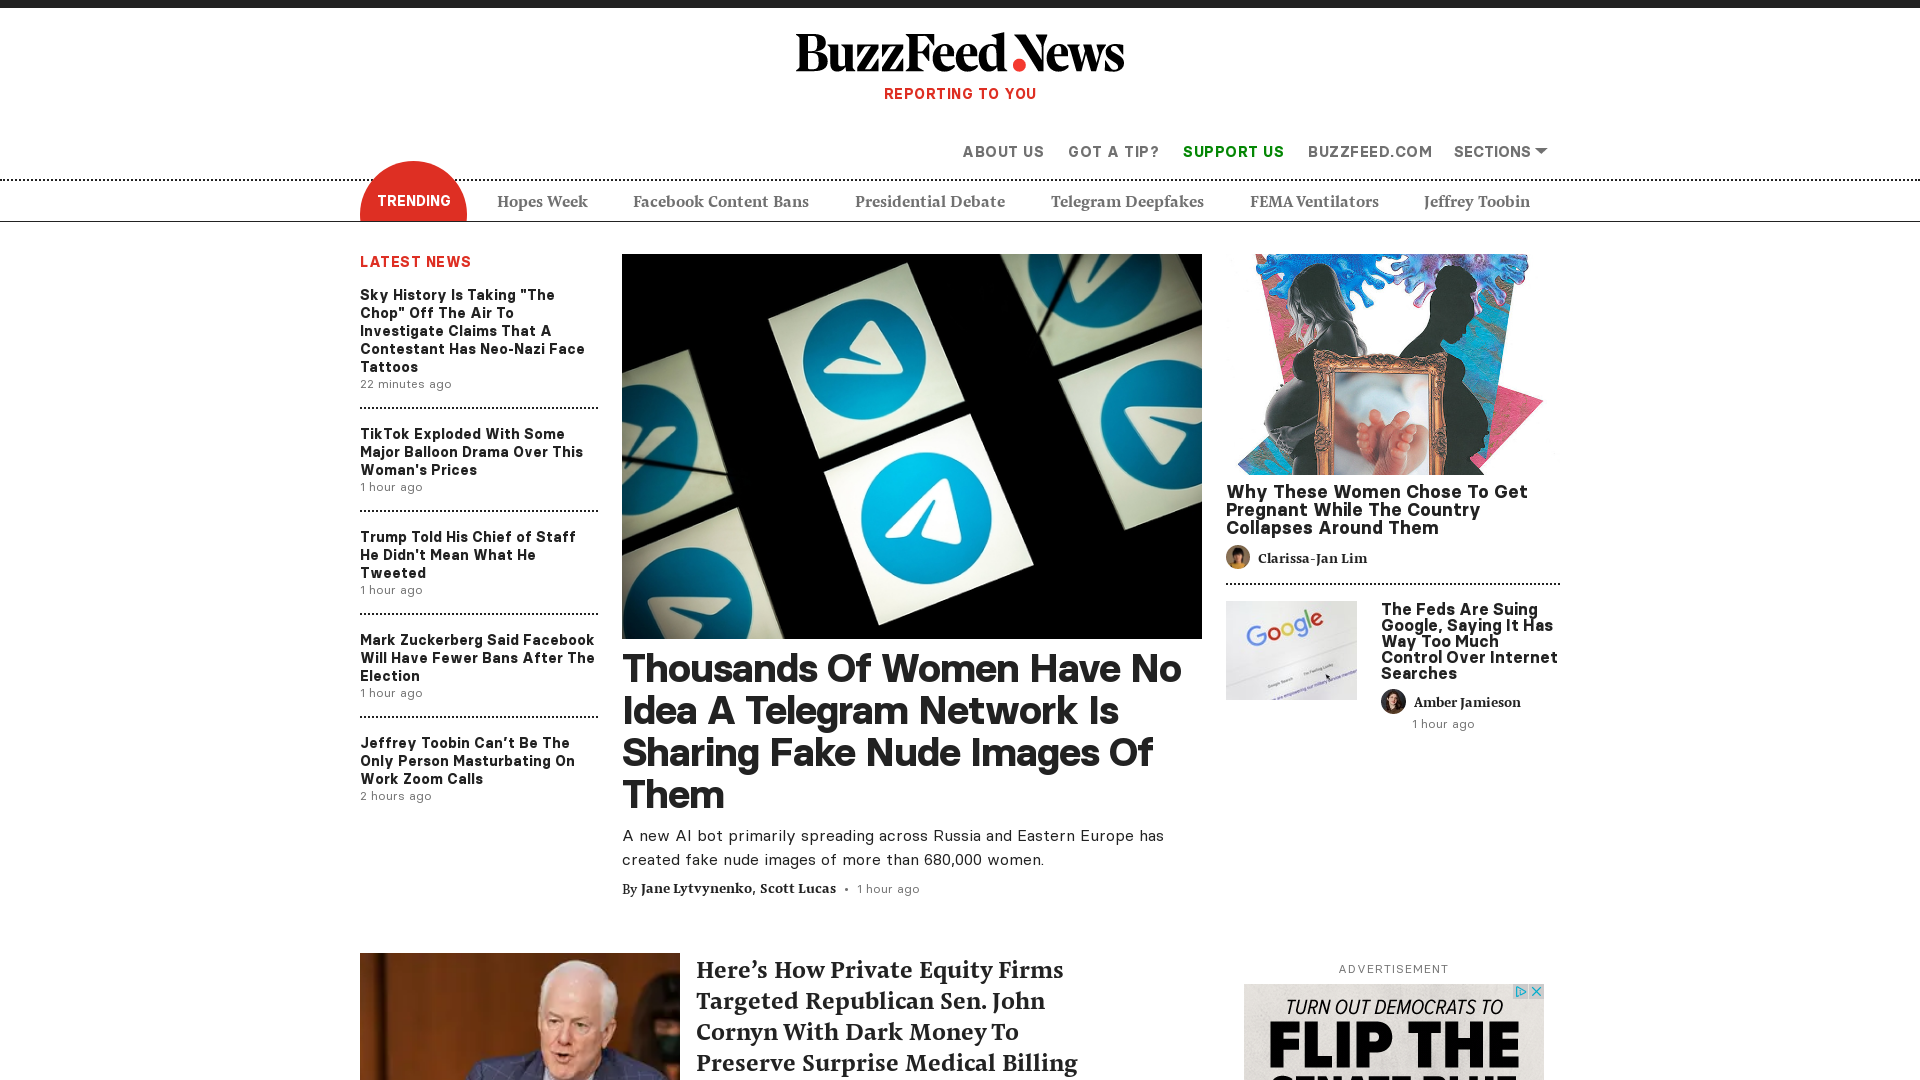 BuzzFeed News
REPORTING TO YOU
ABOUT US
GOT A TIP?
SUPPORT US
BUZZFEED.COM
SECTIONS
TRENDING
Hopes Week
Facebook Content Bans
Presidential Debate
Telegram Deepfakes
FEMA Ventilators
Jeffrey Toobin
LATEST NEWS
Sky History Is Taking "The
Chop" Off The Air To
Investigate Claims That A
Contestant Has Neo-Nazi Face
Tattoos
22 minutes ago
TikTok Exploded With Some
Major Balloon Drama Over This
Woman's Prices
1 hour ago
Trump Told His Chief of Staff
He Didn't Mean What He
Tweeted
1 hour ago
Mark Zuckerberg Said Facebook
Will Have Fewer Bans After The
Election
1 hour ago
Jeffrey Toobin Can’t Be The
Only Person Masturbating On
Work Zoom Calls
2 hours ago
Thousands Of Women Have No
Idea A Telegram Network Is
Sharing Fake Nude Images Of
Them
A new AI bot primarily spreading across Russia and Eastern Europe has
created fake nude images of more than 680,000 women.
By Jane Lytvynenko, Scott Lucas • 1 hour ago
Why These Women Chose To Get
Pregnant While The Country
Collapses Around Them
Clarissa-Jan Lim
Google
Google Search
The Feds Are Suing
Google, Saying It Has
Way Too Much
Control Over Internet
Searches
Amber Jamieson
1 hour ago
Here’s How Private Equity Firms
Targeted Republican Sen. John
Cornyn With Dark Money To
Preserve Surprise Medical Billing
ADVERTISEMENT
TURN OUT DEMOCRATS TO
FLIP THE
SENATE BLUE